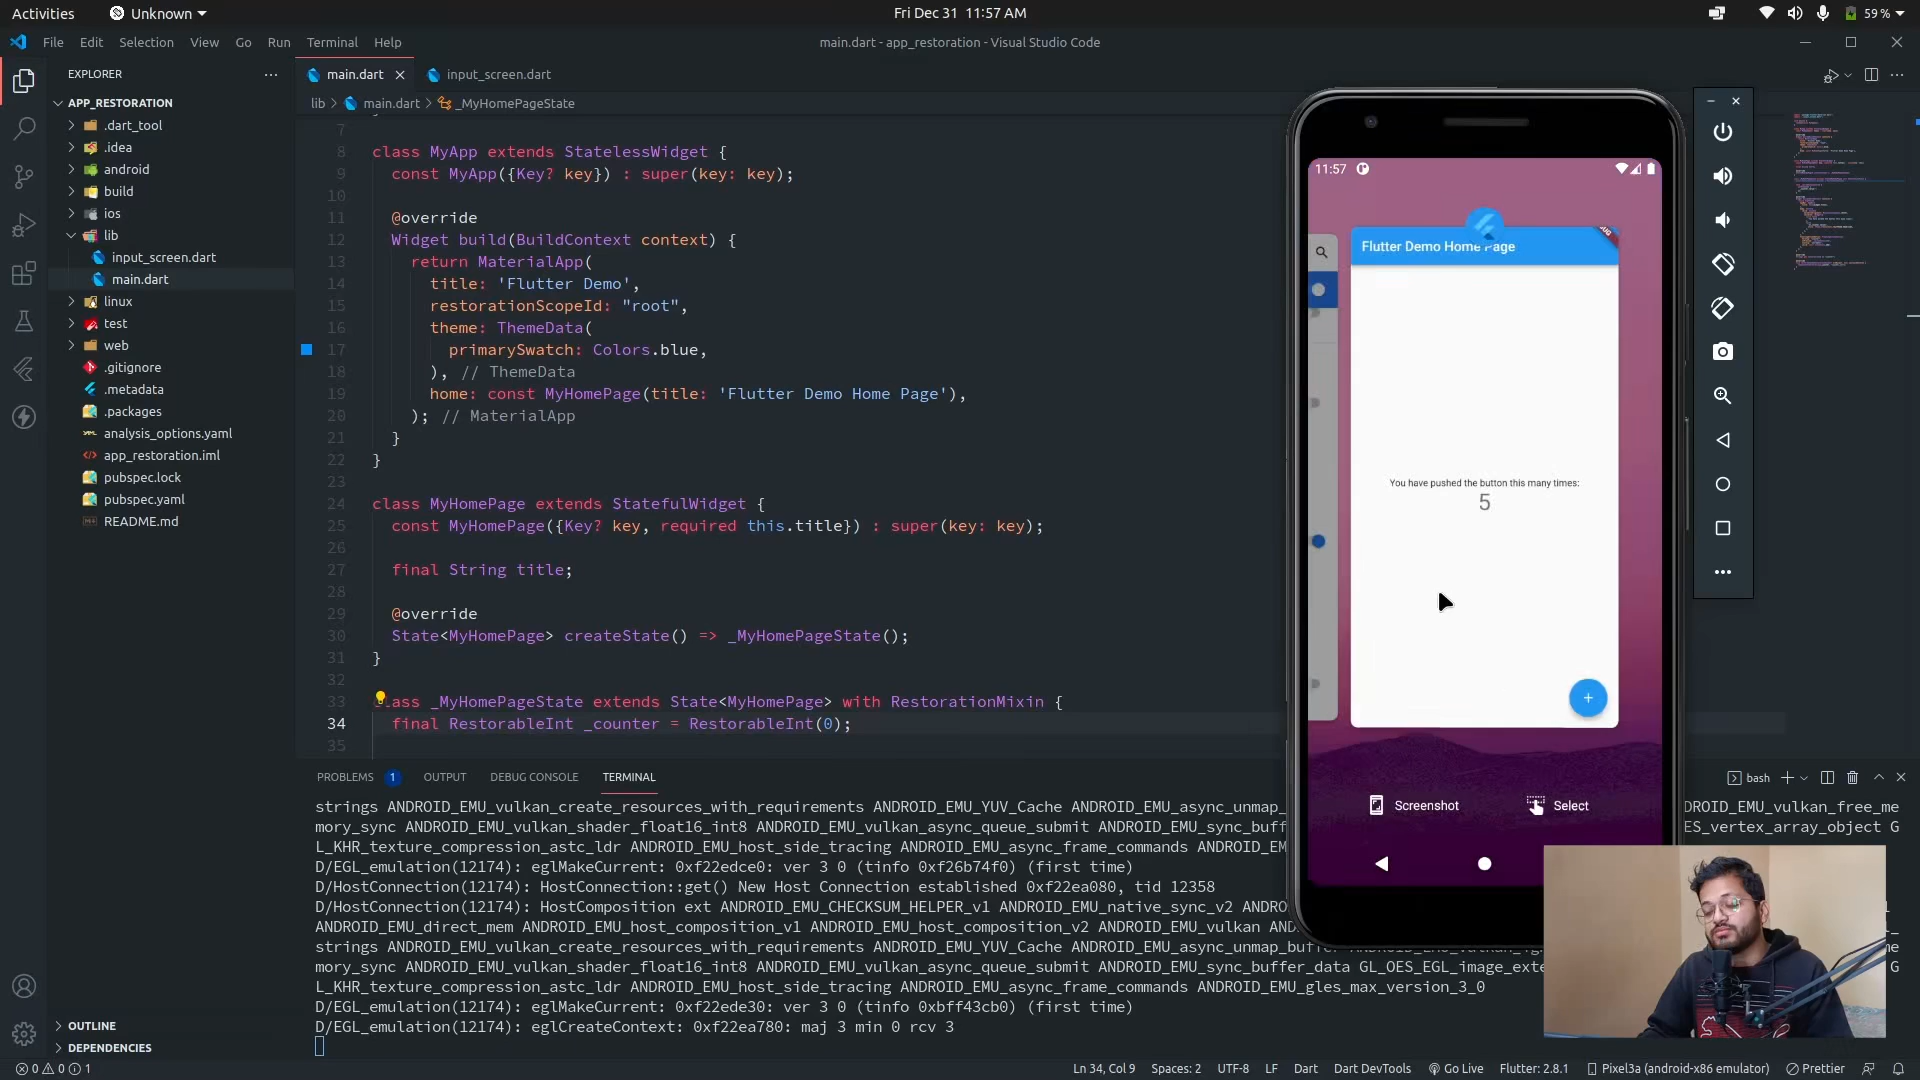 Activities
Unknown
Fri Dec 31 11:57 AM
59 %
File Edit Selection View Go Run Terminal Help
main.dart - app_restoration - Visual Studio Code
EXPLORER
APP_RESTORATION
.dart_tool
.idea
android
build
ios
lib
input_screen.dart
main.dart
linux
test
web
.gitignore
.metadata
.packages
analysis_options.yaml
app_restoration.iml
pubspec.lock
pubspec.yaml
README.md
OUTLINE
DEPENDENCIES
main.dart
input_screen.dart
lib > main.dart > _MyHomePageState
7
8 class MyApp extends StatelessWidget {
9 const MyApp({Key? key}) : super(key: key);
10
11 @override
12 Widget build(BuildContext context) {
13 return MaterialApp(
14 title: 'Flutter Demo',
15 restorationScopeId: "root",
16 theme: ThemeData(
17 primarySwatch: Colors.blue,
18 ), // ThemeData
19 home: const MyHomePage(title: 'Flutter Demo Home Page'),
20 ); // MaterialApp
21 }
22 }
23
24 class MyHomePage extends StatefulWidget {
25 const MyHomePage({Key? key, required this.title}) : super(key: key);
26
27 final String title;
28
29 @override
30 State<MyHomePage> createState() => _MyHomePageState();
31 }
32
33 ass _MyHomePageState extends State<MyHomePage> with RestorationMixin {
34 final RestorableInt _counter = RestorableInt(0);
35
11:57
Flutter Demo Home Page
You have pushed the button this many times:
5
Screenshot
Select
PROBLEMS 1 OUTPUT DEBUG CONSOLE TERMINAL
bash
strings ANDROID_EMU_vulkan_create_resources_with_requirements ANDROID_EMU_YUV_Cache ANDROID_EMU_async_unmap_ DROID_EMU_vulkan_free_me
mory_sync ANDROID_EMU_vulkan_shader_float16_int8 ANDROID_EMU_vulkan_async_queue_submit ANDROID_EMU_sync_buff ES_vertex_array_object G
L_KHR_texture_compression_astc_ldr ANDROID_EMU_host_side_tracing ANDROID_EMU_async_frame_commands ANDROID_EM
D/EGL_emulation(12174): eglMakeCurrent: 0xf22edce0: ver 3 0 (tinfo 0xf26b74f0) (first time)
D/HostConnection(12174): HostConnection::get() New Host Connection established 0xf22ea080, tid 12358
D/HostConnection(12174): HostComposition ext ANDROID_EMU_CHECKSUM_HELPER_v1 ANDROID_EMU_native_sync_v2 ANDRO
ANDROID_EMU_direct_mem ANDROID_EMU_host_composition_v1 ANDROID_EMU_host_composition_v2 ANDROID_EMU_vulkan AN
strings ANDROID_EMU_vulkan_create_resources_with_requirements ANDROID_EMU_YUV_Cache ANDROID_EMU_async_unmap_buf me
mory_sync ANDROID_EMU_vulkan_shader_float16_int8 ANDROID_EMU_vulkan_async_queue_submit ANDROID_EMU_sync_buffer_data GL_OES_EGL_image_exte G
L_KHR_texture_compression_astc_ldr ANDROID_EMU_host_side_tracing ANDROID_EMU_async_frame_commands ANDROID_EMU_gles_max_version_3_0
D/EGL_emulation(12174): eglMakeCurrent: 0xf22ede30: ver 3 0 (tinfo 0xbff43cb0) (first time)
D/EGL_emulation(12174): eglCreateContext: 0xf22ea780: maj 3 min 0 rcv 3
0 0 1
Ln 34, Col 9 Spaces: 2 UTF-8 LF Dart Dart DevTools Go Live Flutter: 2.8.1 Pixel3a (android-x86 emulator) Prettier